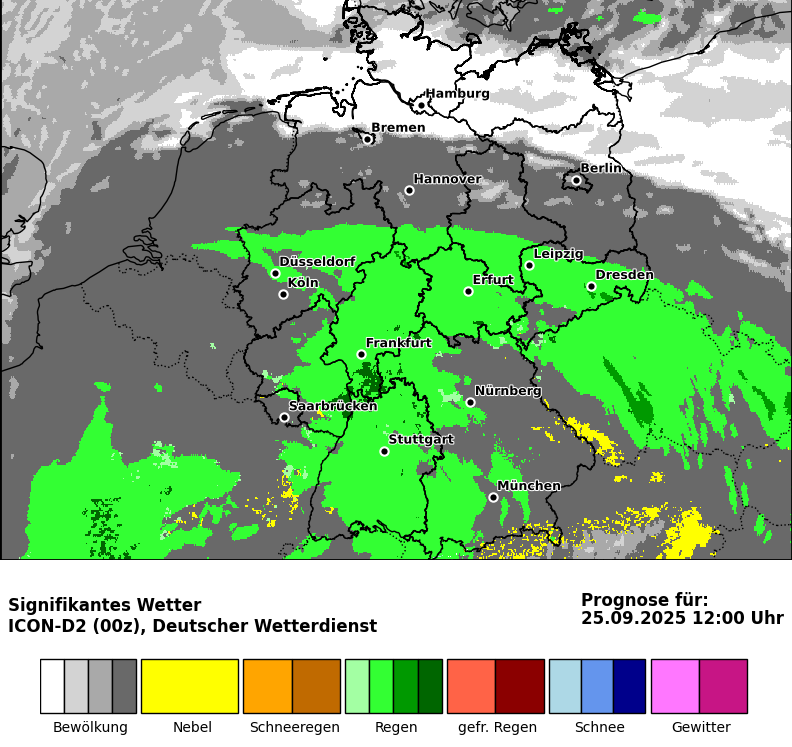 Hamburg
Bremen
Berlin
Hannover
Leipzig
Düsseldorf
Dresden
Köln
Erfurt
Frankfurt
Nürnberg
Saarbrücken
Stuttgart
München
Signifikantes Wetter
ICON-D2 (00z), Deutscher Wetterdienst
Prognose für:
25.09.2025 12:00 Uhr
Bewölkung Nebel Schneeregen Regen gefr. Regen Schnee Gewitter